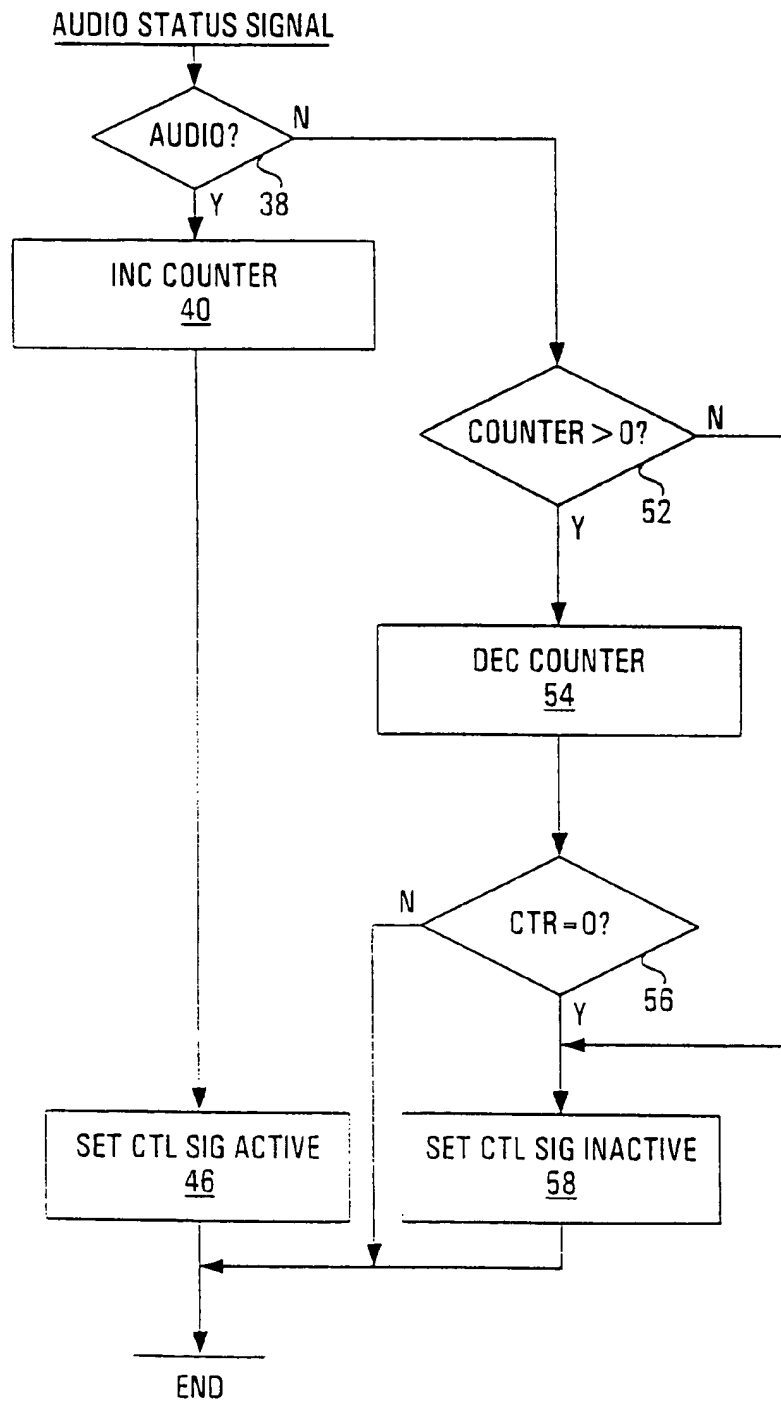 AUDIO STATUS SIGNAL
AUDIO?
N
Y
38
INC COUNTER
40
COUNTER > 0?
N
52
Y
DEC COUNTER
54
N
CTR=0?
56
Y
SET CTL SIG ACTIVE
46
SET CTL SIG INACTIVE
58
END